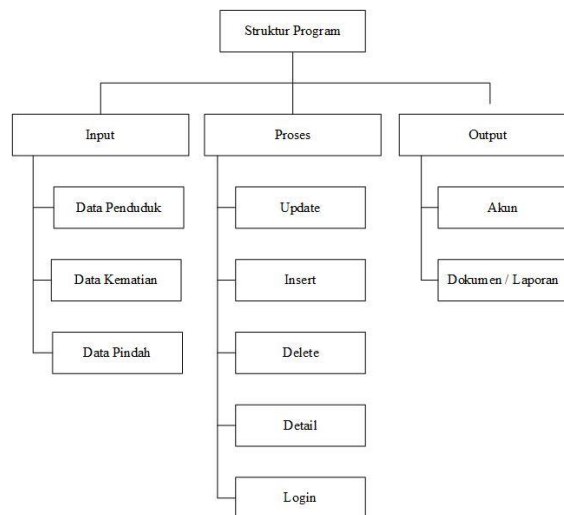 Struktur Program
Input
Proses
Output
Data Penduduk
Update
Akun
Data Kematian
Insert
Dokumen / Laporan
Data Pindah
Delete
Detail
Login